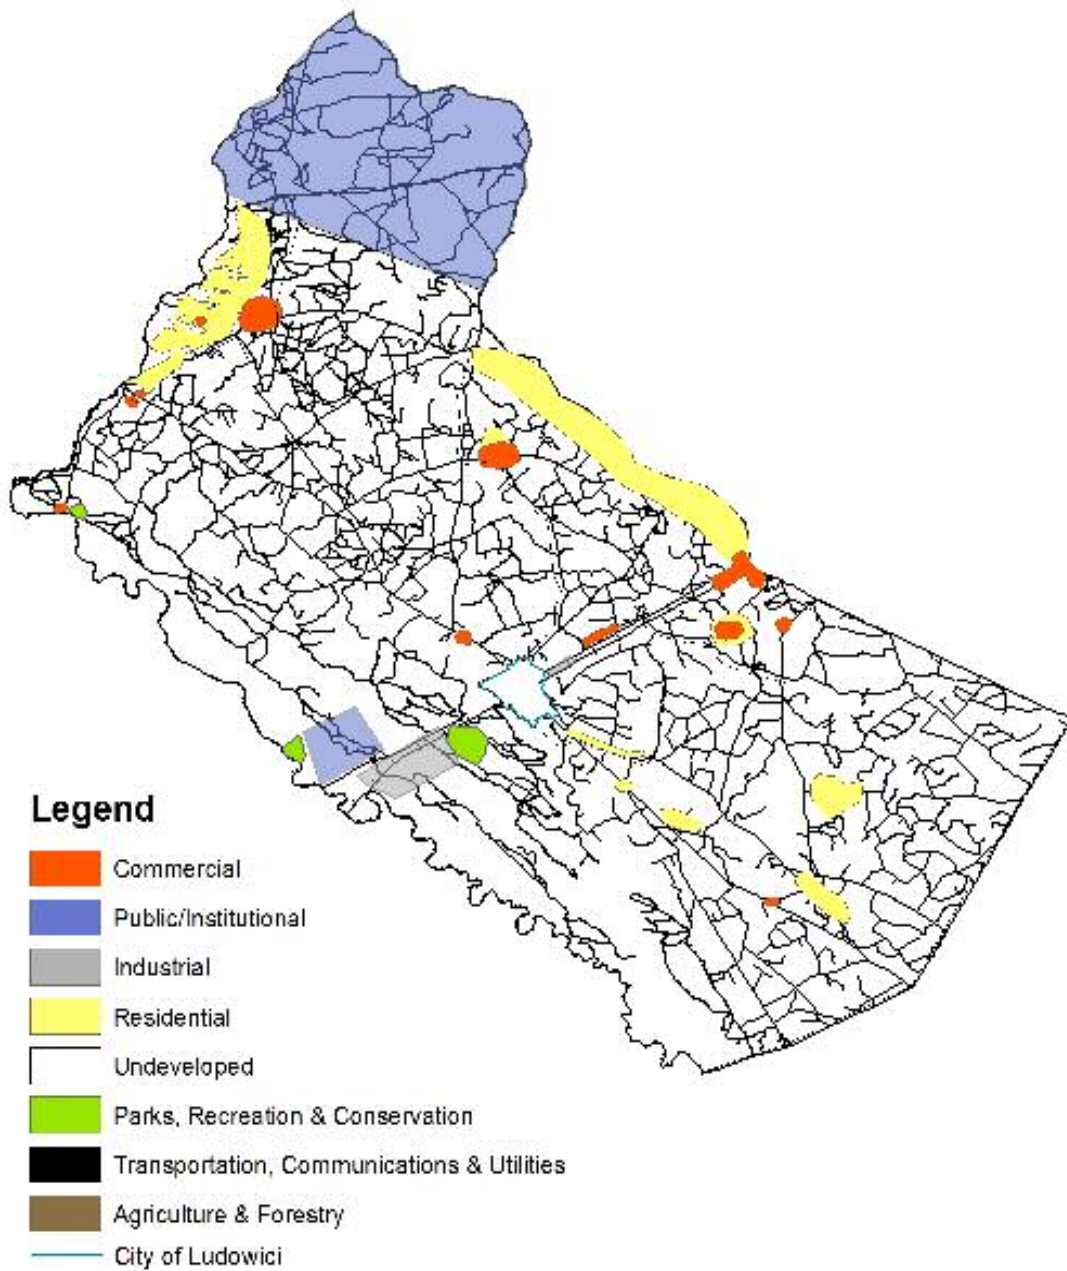 Legend
Commercial
Public/Institutional
Industrial
Residential
Undeveloped
Parks, Recreation & Conservation
Transportation, Communications & Utilities
Agriculture & Forestry
City of Ludowici